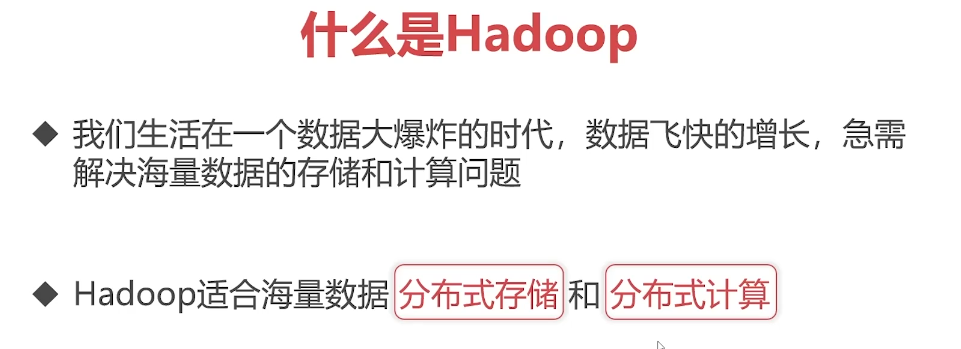 什么是Hadoop
我们生活在一个数据大爆炸的时代，数据飞快的增长，急需
解决海量数据的存储和计算问题
Hadoop适合海量数据 分布式存储 和 分布式计算